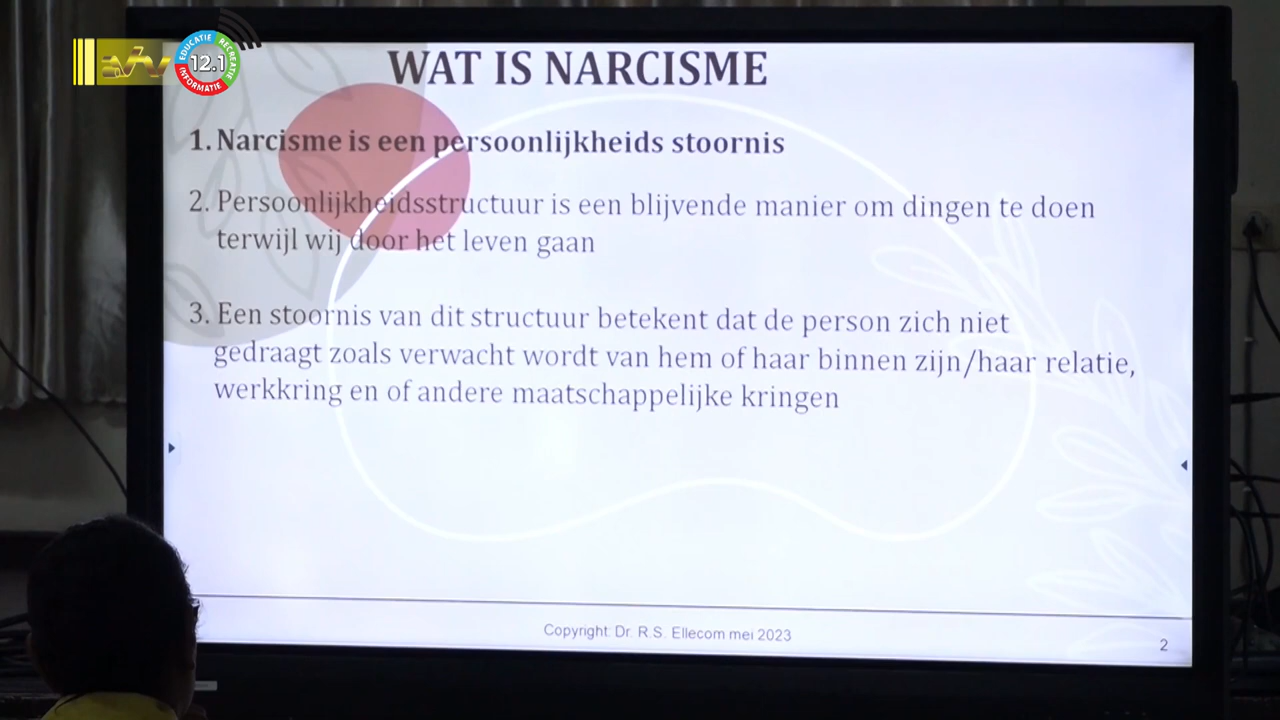 EDUCATIE
RECREATIE
INFORMATIE
12.1
WAT IS NARCISME
1. Narcisme is een persoonlijkheids stoornis
2. Persoonlijkheidsstructuur is een blijvende manier om dingen te doen
terwijl wij door het leven gaan
3. Een stoornis van dit structuur betekent dat de person zich niet
gedraagt zoals verwacht wordt van hem of haar binnen zijn/haar relatie,
werkkring en of andere maatschappelijke kringen
Copyright: Dr. R.S. Ellecom mei 2023
2